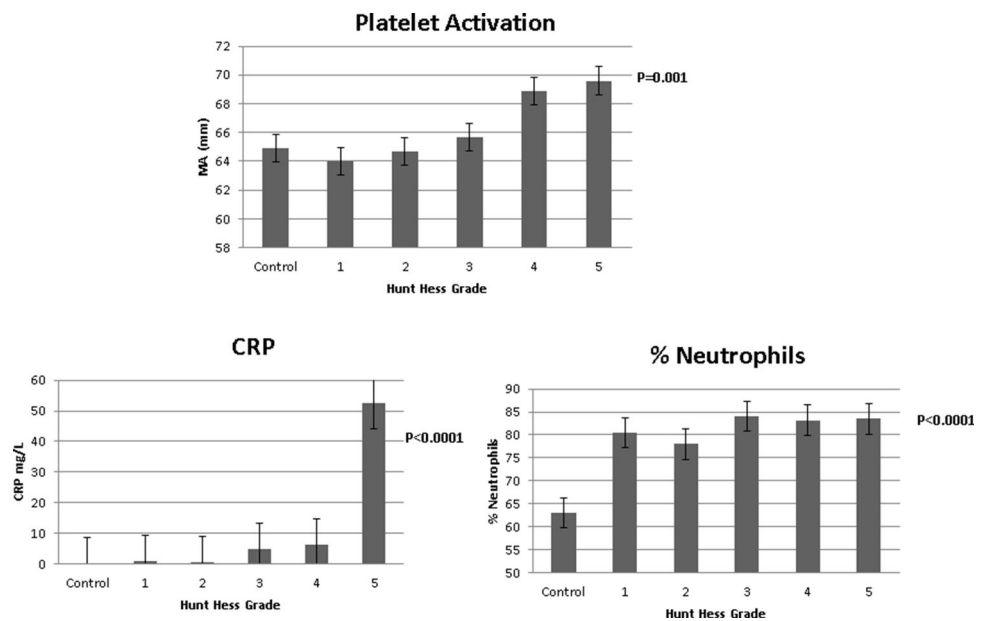 Platelet Activation
72
70
68
66
64
62
60
58
MA (mm)
P=0.001
Control 1 2 3 4 5
Hunt Hess Grade
CRP
60
50
40
30
20
10
0
CRP mg/L
P<0.0001
Control 1 2 3 4 5
Hunt Hess Grade
% Neutrophils
90
85
80
75
70
65
60
55
50
% Neutrophils
P<0.0001
Control 1 2 3 4 5
Hunt Hess Grade